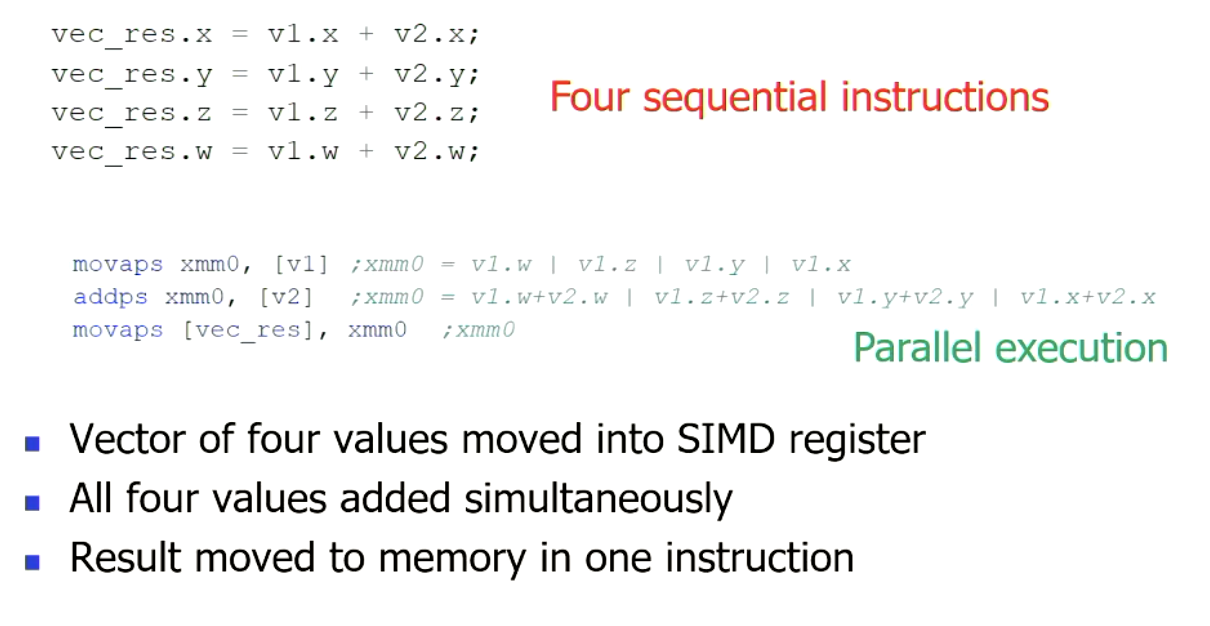 vec_res.x = v1.x + v2.x;
vec_res.y = v1.y + v2.y;
vec_res.z = v1.z + v2.z;
vec_res.w = v1.w + v2.w;
Four sequential instructions
movaps xmm0, [v1] ;xmm0 = v1.w | v1.z | v1.y | v1.x
addps xmm0, [v2] ;xmm0 = v1.w+v2.w | v1.z+v2.z | v1.y+v2.y | v1.x+v2.x
movaps [vec_res], xmm0 ;xmm0
Parallel execution
Vector of four values moved into SIMD register
All four values added simultaneously
Result moved to memory in one instruction